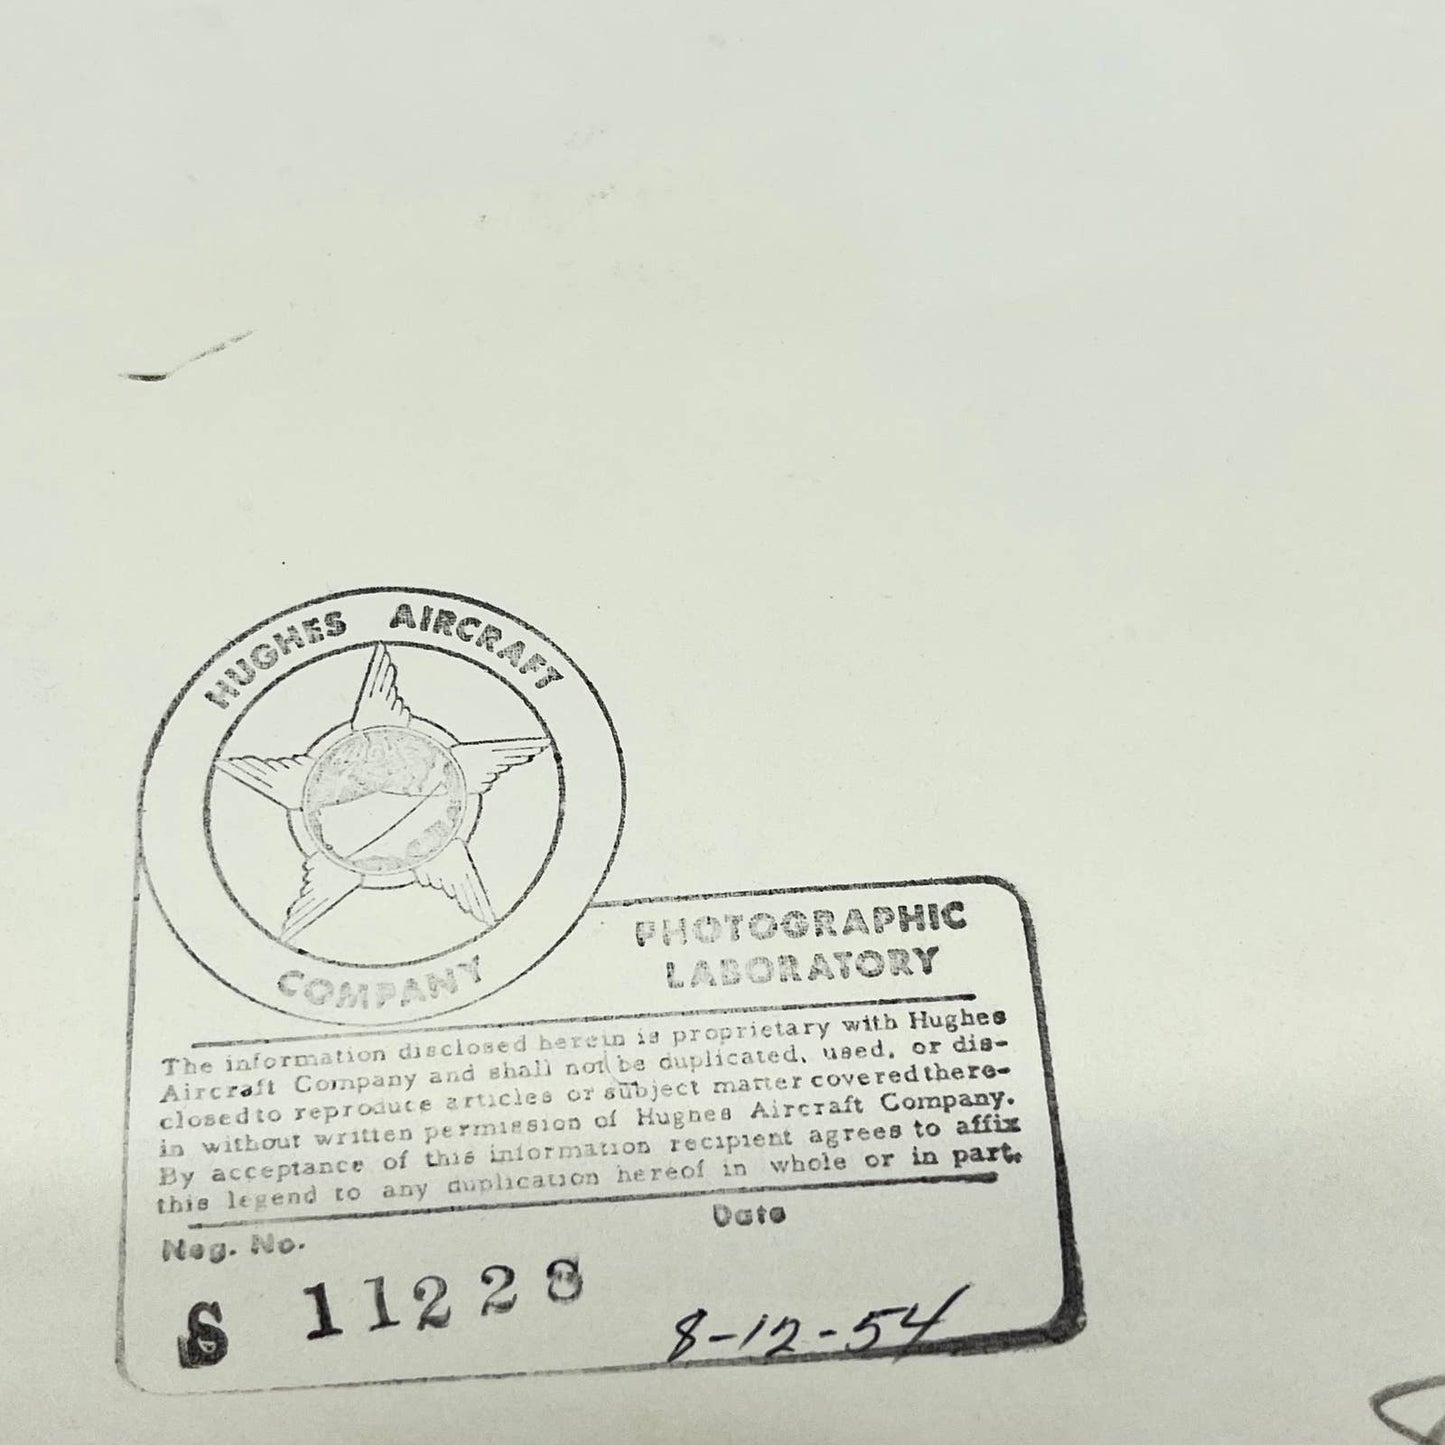 HUGHES AIRCRAFT
COMPANY
PHOTOGRAPHIC
LABORATORY
The information disclosed herein is proprietary with Hughes
Aircraft Company and shall not be duplicated, used, or dis-
closed to reproduce articles or subject matter covered there-
in without written permission of Hughes Aircraft Company.
By acceptance of this information recipient agrees to affix
this legend to any duplication hereof in whole or in part.
Neg. No.
Date
S 11228
8-12-54